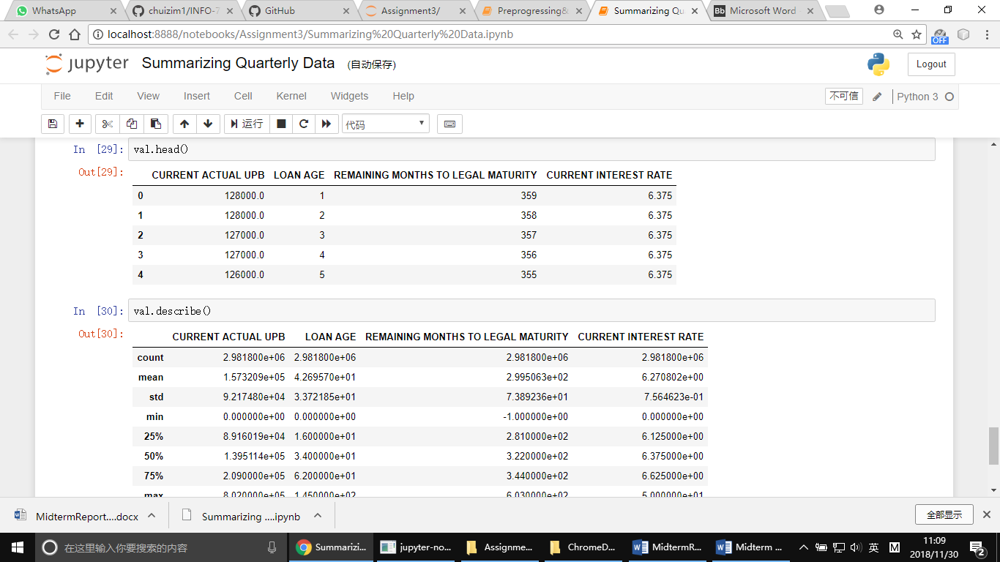 WhatsApp chuizim1/INFO-7 GitHub Assignment3/ Preprogressing& Summarizing Qu Microsoft Word
localhost:8888/notebooks/Assignment3/Summarizing%20Quarterly%20Data.ipynb OFF
jupyter Summarizing Quarterly Data (自动保存) Logout
File Edit View Insert Cell Kernel Widgets Help 不可信 Python 3
运行 代码
In [29]: val.head()
Out[29]: CURRENT ACTUAL UPB LOAN AGE REMAINING MONTHS TO LEGAL MATURITY CURRENT INTEREST RATE
0 128000.0 1 359 6.375
1 128000.0 2 358 6.375
2 127000.0 3 357 6.375
3 127000.0 4 356 6.375
4 126000.0 5 355 6.375
In [30]: val.describe()
Out[30]: CURRENT ACTUAL UPB LOAN AGE REMAINING MONTHS TO LEGAL MATURITY CURRENT INTEREST RATE
count 2.981800e+06 2.981800e+06 2.981800e+06 2.981800e+06
mean 1.573209e+05 4.269570e+01 2.995063e+02 6.270802e+00
std 9.217480e+04 3.372185e+01 7.389236e+01 7.564623e-01
min 0.000000e+00 0.000000e+00 -1.000000e+00 0.000000e+00
25% 8.916019e+04 1.600000e+01 2.810000e+02 6.125000e+00
50% 1.395114e+05 3.400000e+01 3.220000e+02 6.375000e+00
75% 2.090000e+05 6.200000e+01 3.440000e+02 6.625000e+00
max 8.020000e+05 1.450000e+02 6.030000e+02 5.000000e+01
MidtermReport....docx Summarizing ....ipynb 全部显示
在这里输入你要搜索的内容 Summarizi... jupyter-no... Assignme... ChromeD... MidtermR... Midterm ... 英 M 11:09
2018/11/30 2